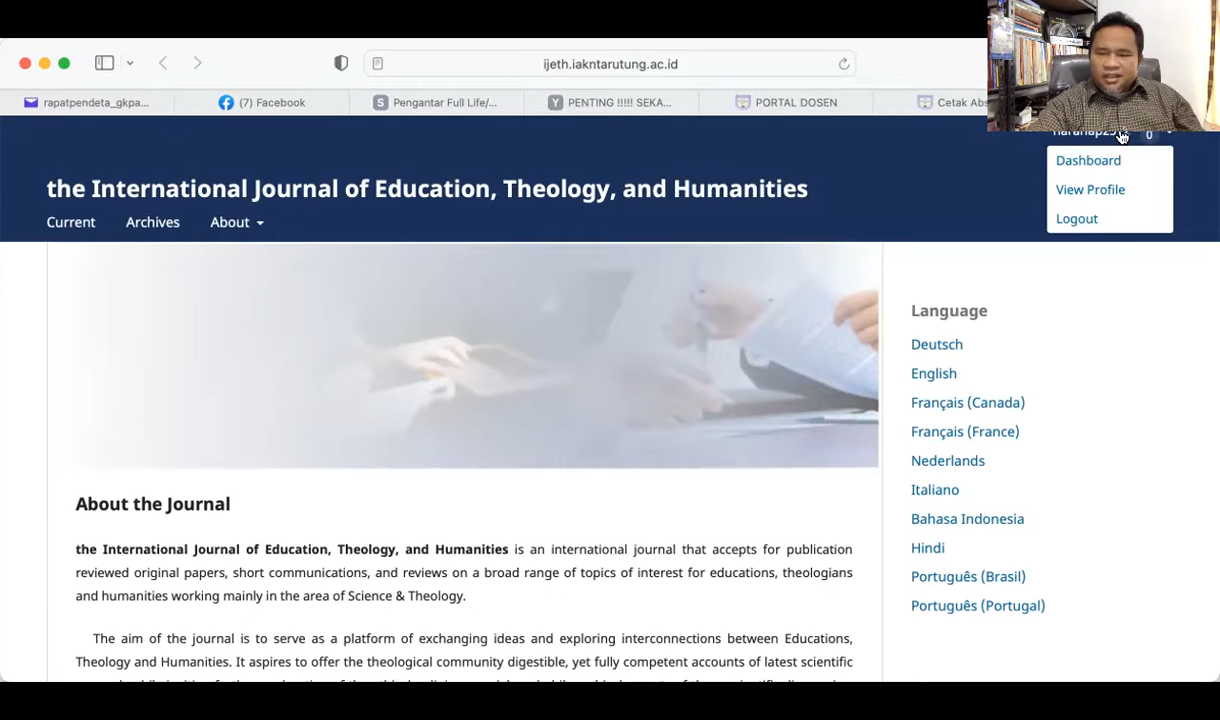 ijeth.iakntarutung.ac.id
rapatpendeta_gkpa...
(7) Facebook
S Pengantar Full Life/...
Y PENTING !!!!! SEKA...
PORTAL DOSEN
Cetak Abs
0
Dashboard
View Profile
Logout
the International Journal of Education, Theology, and Humanities
Current Archives About
Language
Deutsch
English
Français (Canada)
Français (France)
Nederlands
Italiano
Bahasa Indonesia
Hindi
Português (Brasil)
Português (Portugal)
About the Journal
the International Journal of Education, Theology, and Humanities is an international journal that accepts for publication
reviewed original papers, short communications, and reviews on a broad range of topics of interest for educations, theologians
and humanities working mainly in the area of Science & Theology.
The aim of the journal is to serve as a platform of exchanging ideas and exploring interconnections between Educations,
Theology and Humanities. It aspires to offer the theological community digestible, yet fully competent accounts of latest scientific